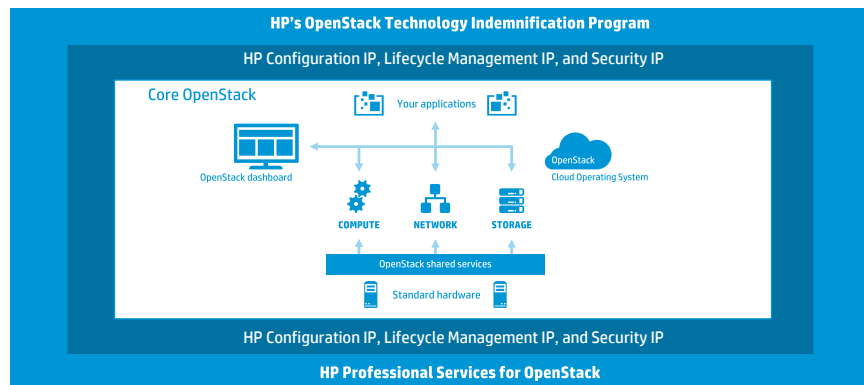 HP's OpenStack Technology Indemnification Program
HP Configuration IP, Lifecycle Management IP, and Security IP
Core OpenStack
Your applications
OpenStack dashboard
OpenStack
Cloud Operating System
COMPUTE
NETWORK
STORAGE
OpenStack shared services
Standard hardware
HP Configuration IP, Lifecycle Management IP, and Security IP
HP Professional Services for OpenStack